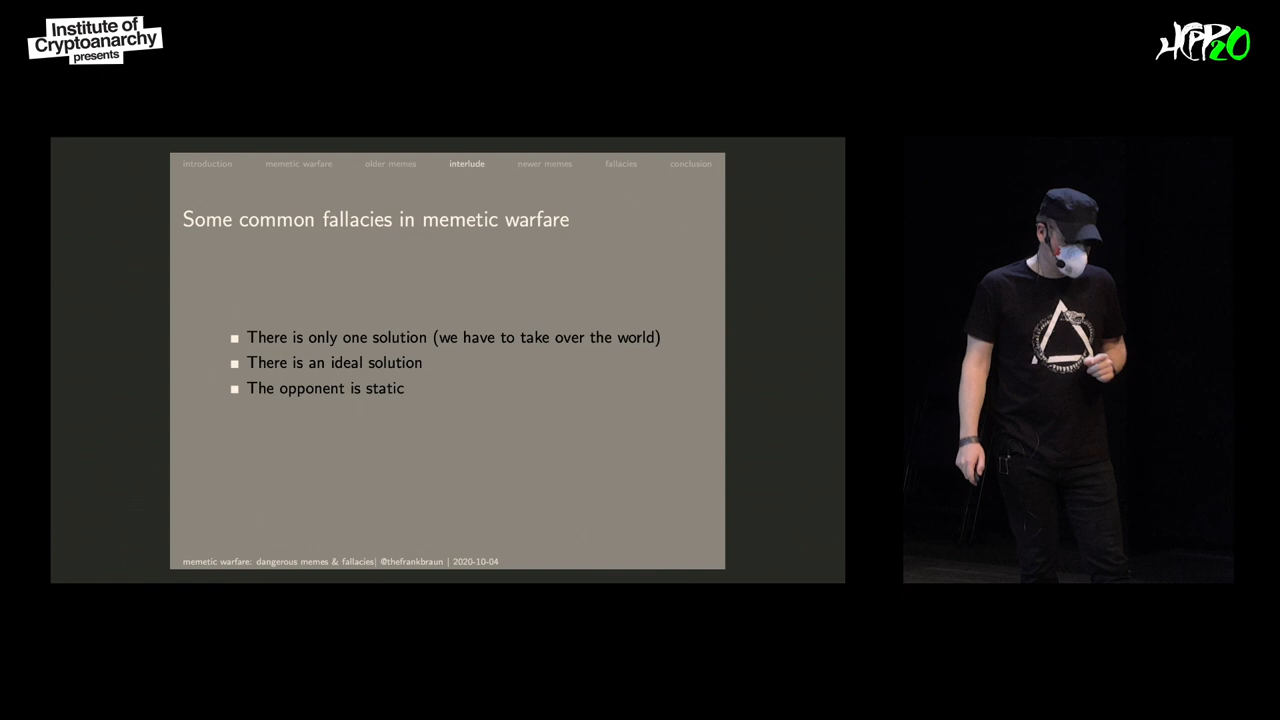 Institute of
Cryptoanarchy
presents
HCPP20
introduction memetic warfare older memes interlude newer memes fallacies conclusion
Some common fallacies in memetic warfare
There is only one solution (we have to take over the world)
There is an ideal solution
The opponent is static
memetic warfare: dangerous memes & fallacies| @thefrankbraun | 2020-10-04